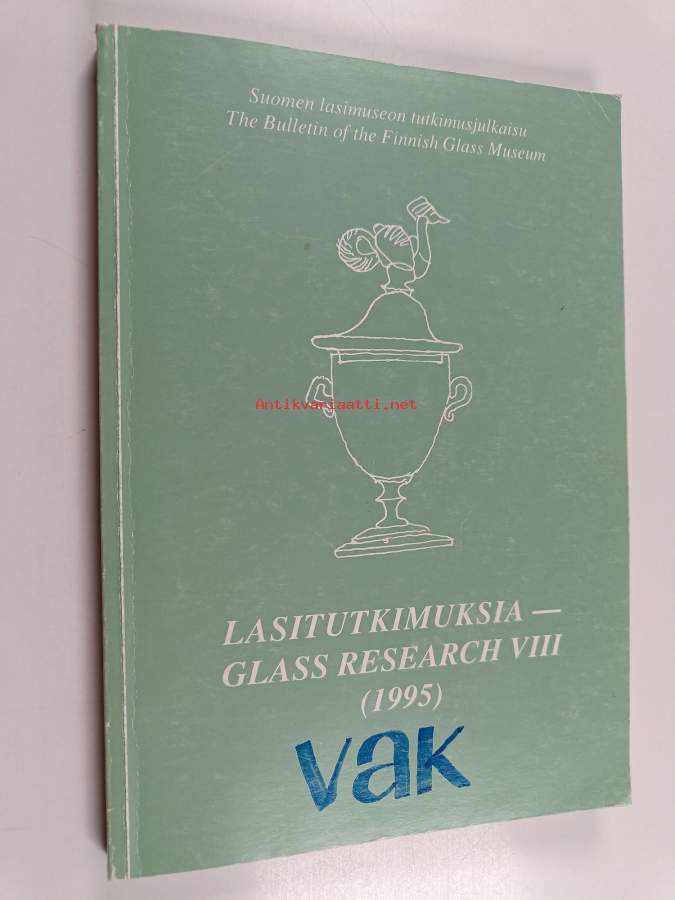 Suomen lasimuseon tutkimusjulkaisu
The Bulletin of the Finnish Glass Museum
Antikvariaatti.net
LASITUTKIMUKSIA —
GLASS RESEARCH VIII
(1995)
vak